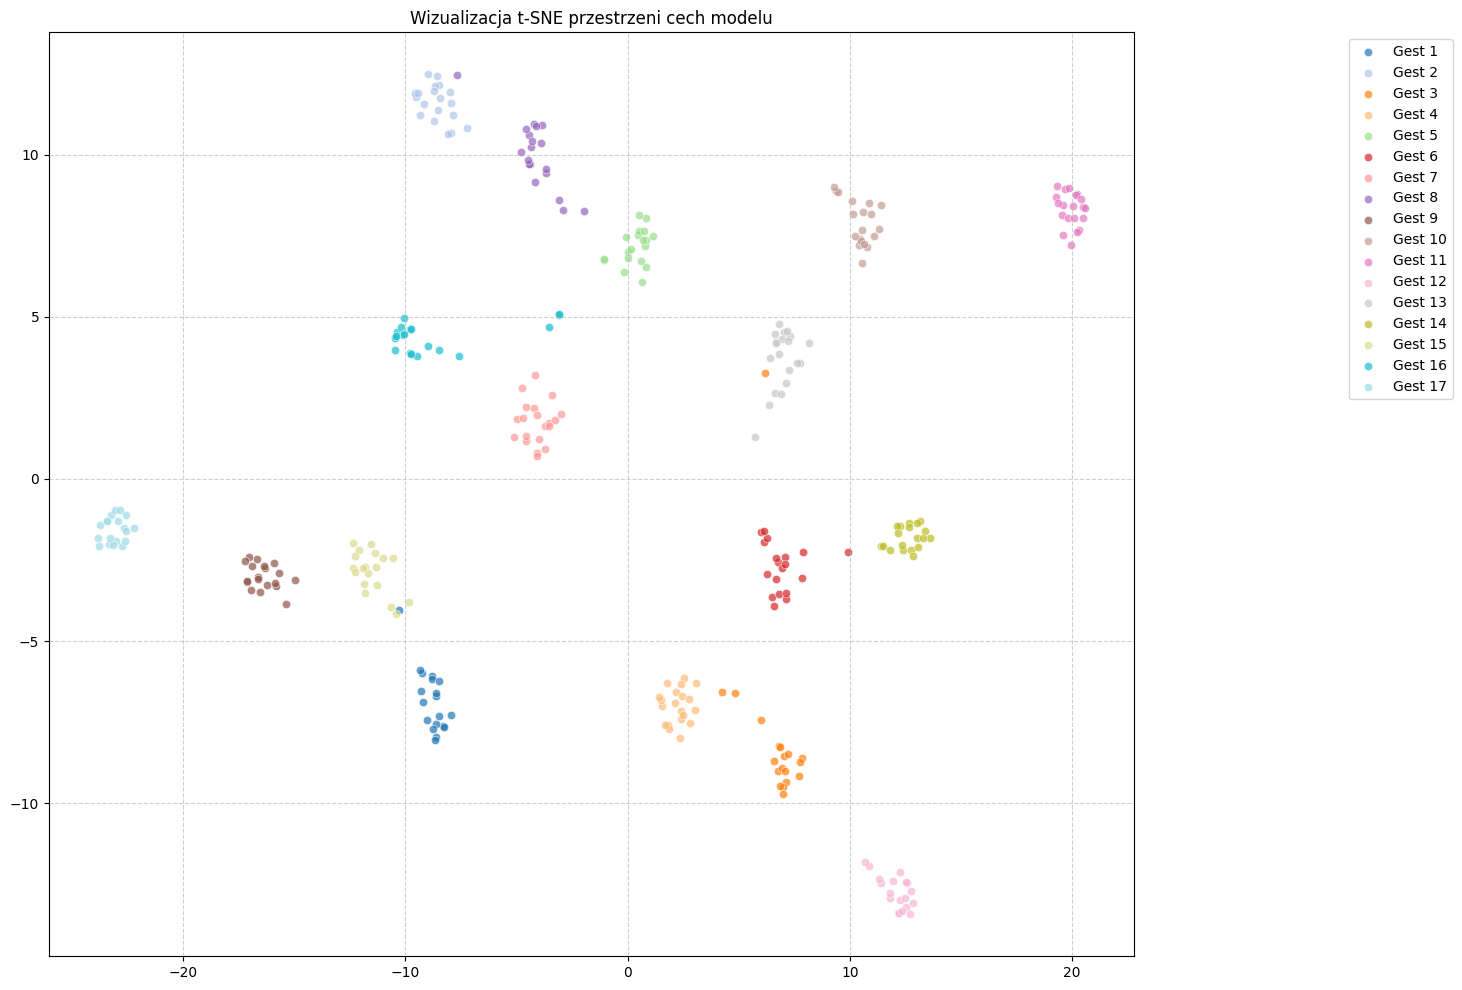 Wizualizacja t-SNE przestrzeni cech modelu
10
5
0
−5
−10
−20
−10
0
10
20
Gest 1
Gest 2
Gest 3
Gest 4
Gest 5
Gest 6
Gest 7
Gest 8
Gest 9
Gest 10
Gest 11
Gest 12
Gest 13
Gest 14
Gest 15
Gest 16
Gest 17